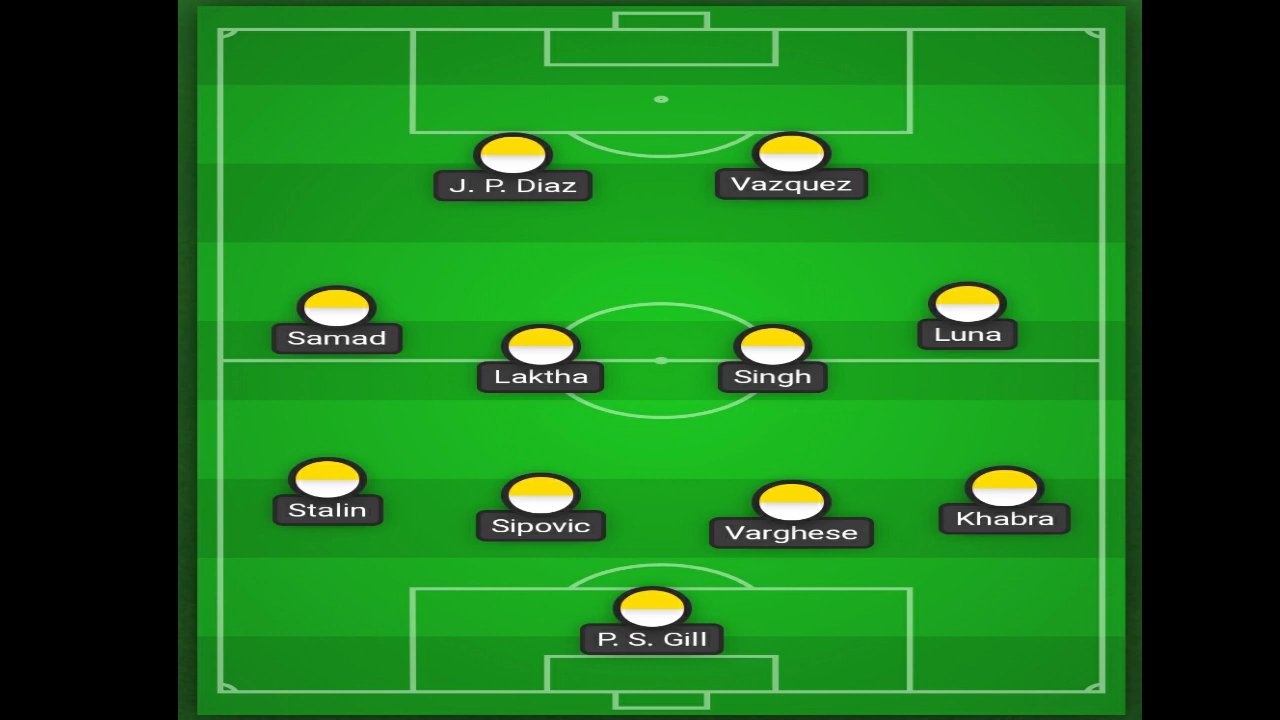 J. P. Diaz
Vazquez
Samad
Luna
Laktha
Singh
Stalin
Sipovic
Varghese
Khabra
P. S. Gill